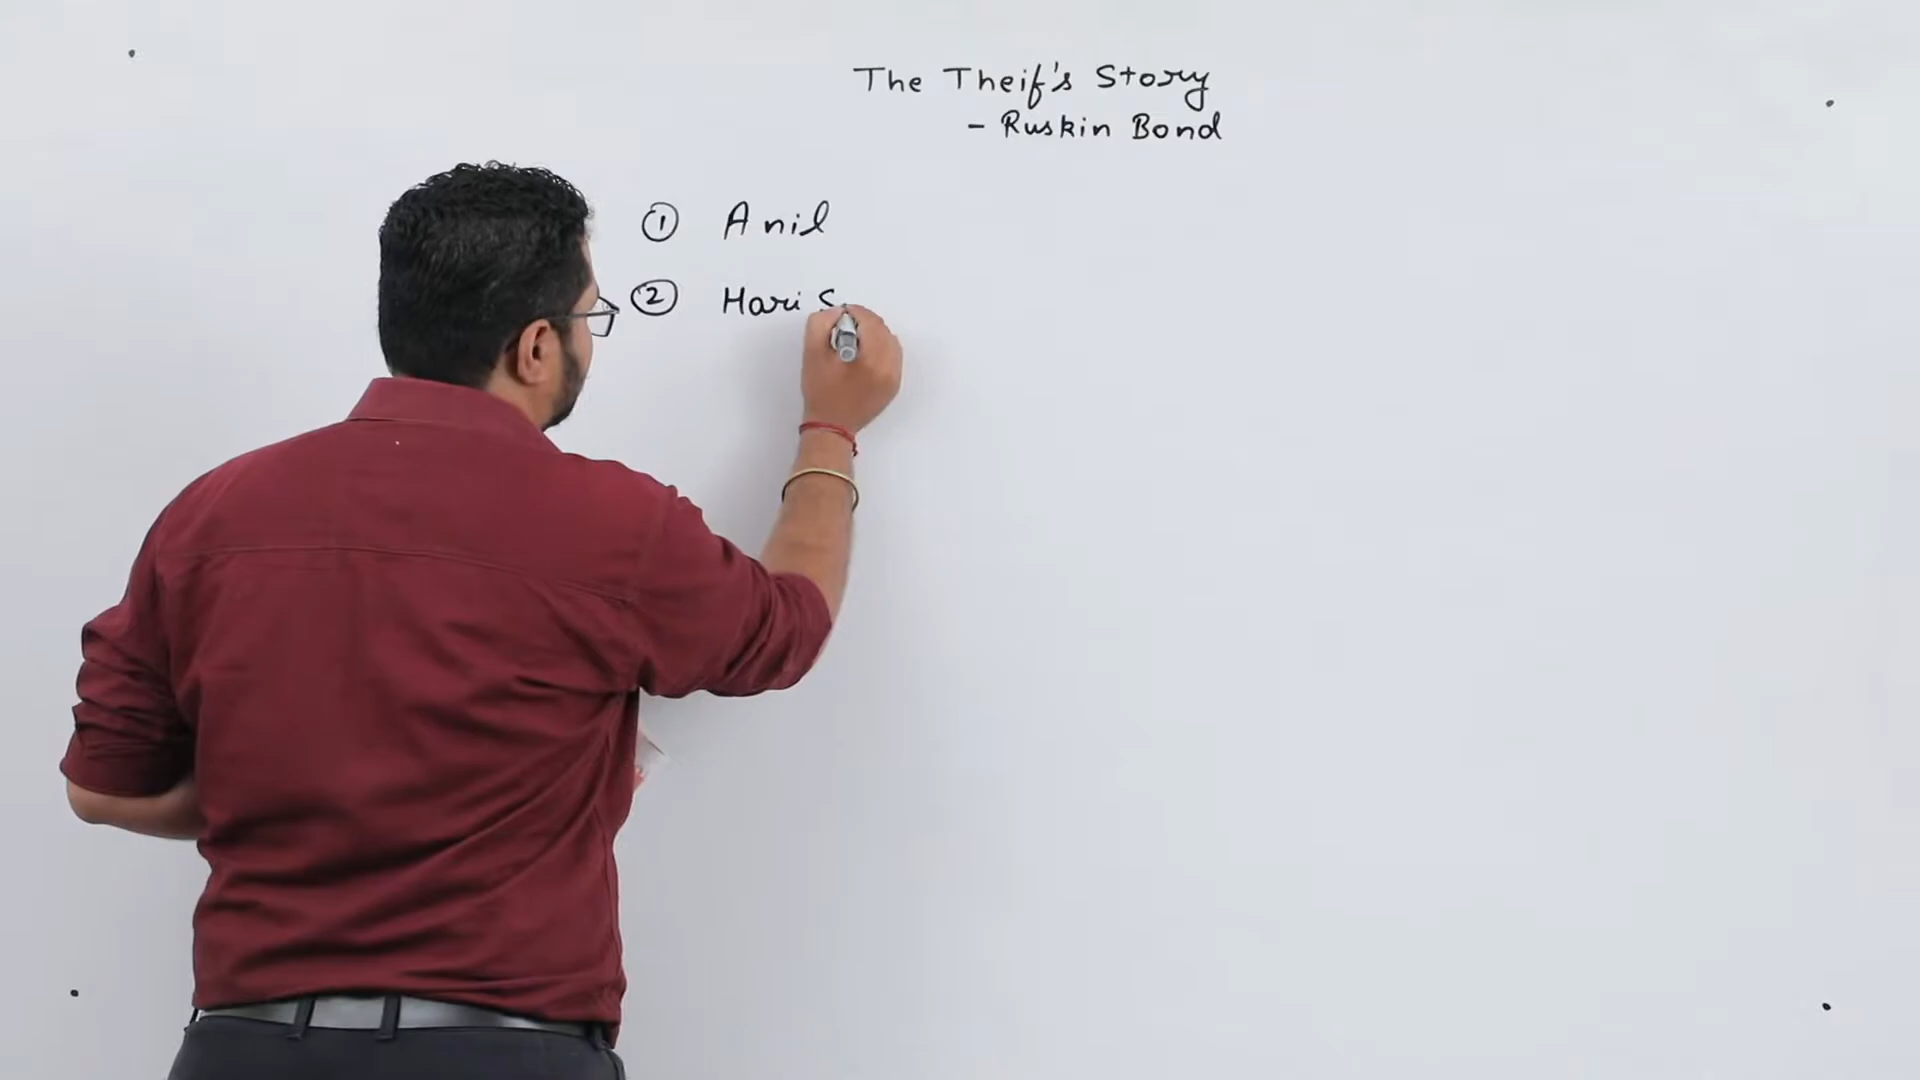 The Theif's Story
- Ruskin Bond
① Anil
② Hari S